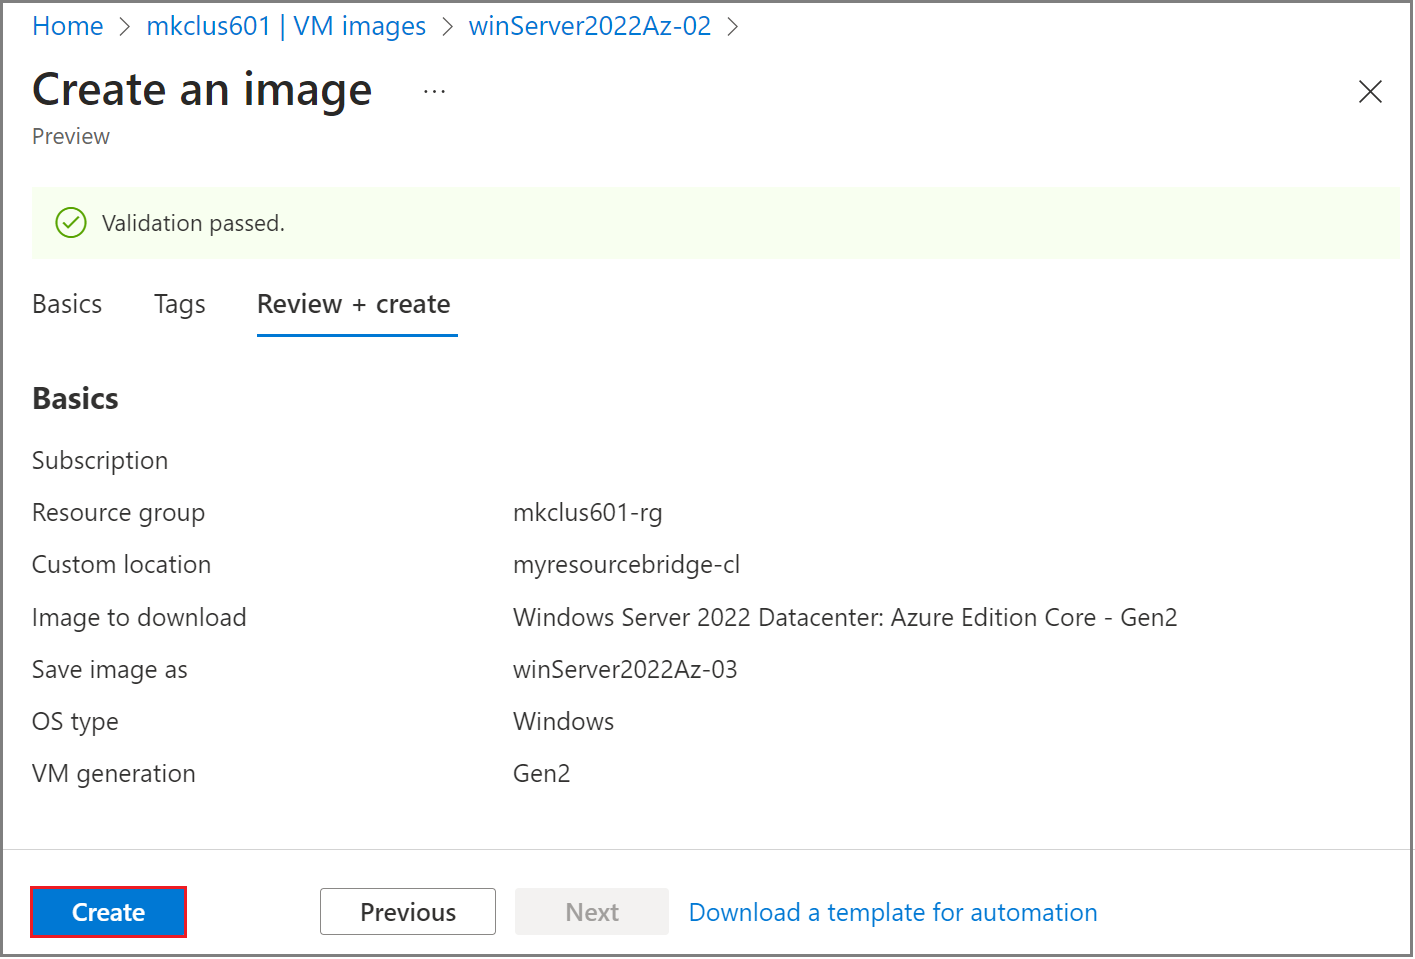 Home > mkclus601 | VM images > winServer2022Az-02 >
Create an image ...
Preview
Validation passed.
Basics Tags Review + create
Basics
Subscription
Resource group mkclus601-rg
Custom location myresourcebridge-cl
Image to download Windows Server 2022 Datacenter: Azure Edition Core - Gen2
Save image as winServer2022Az-03
OS type Windows
VM generation Gen2
Create Previous Next Download a template for automation